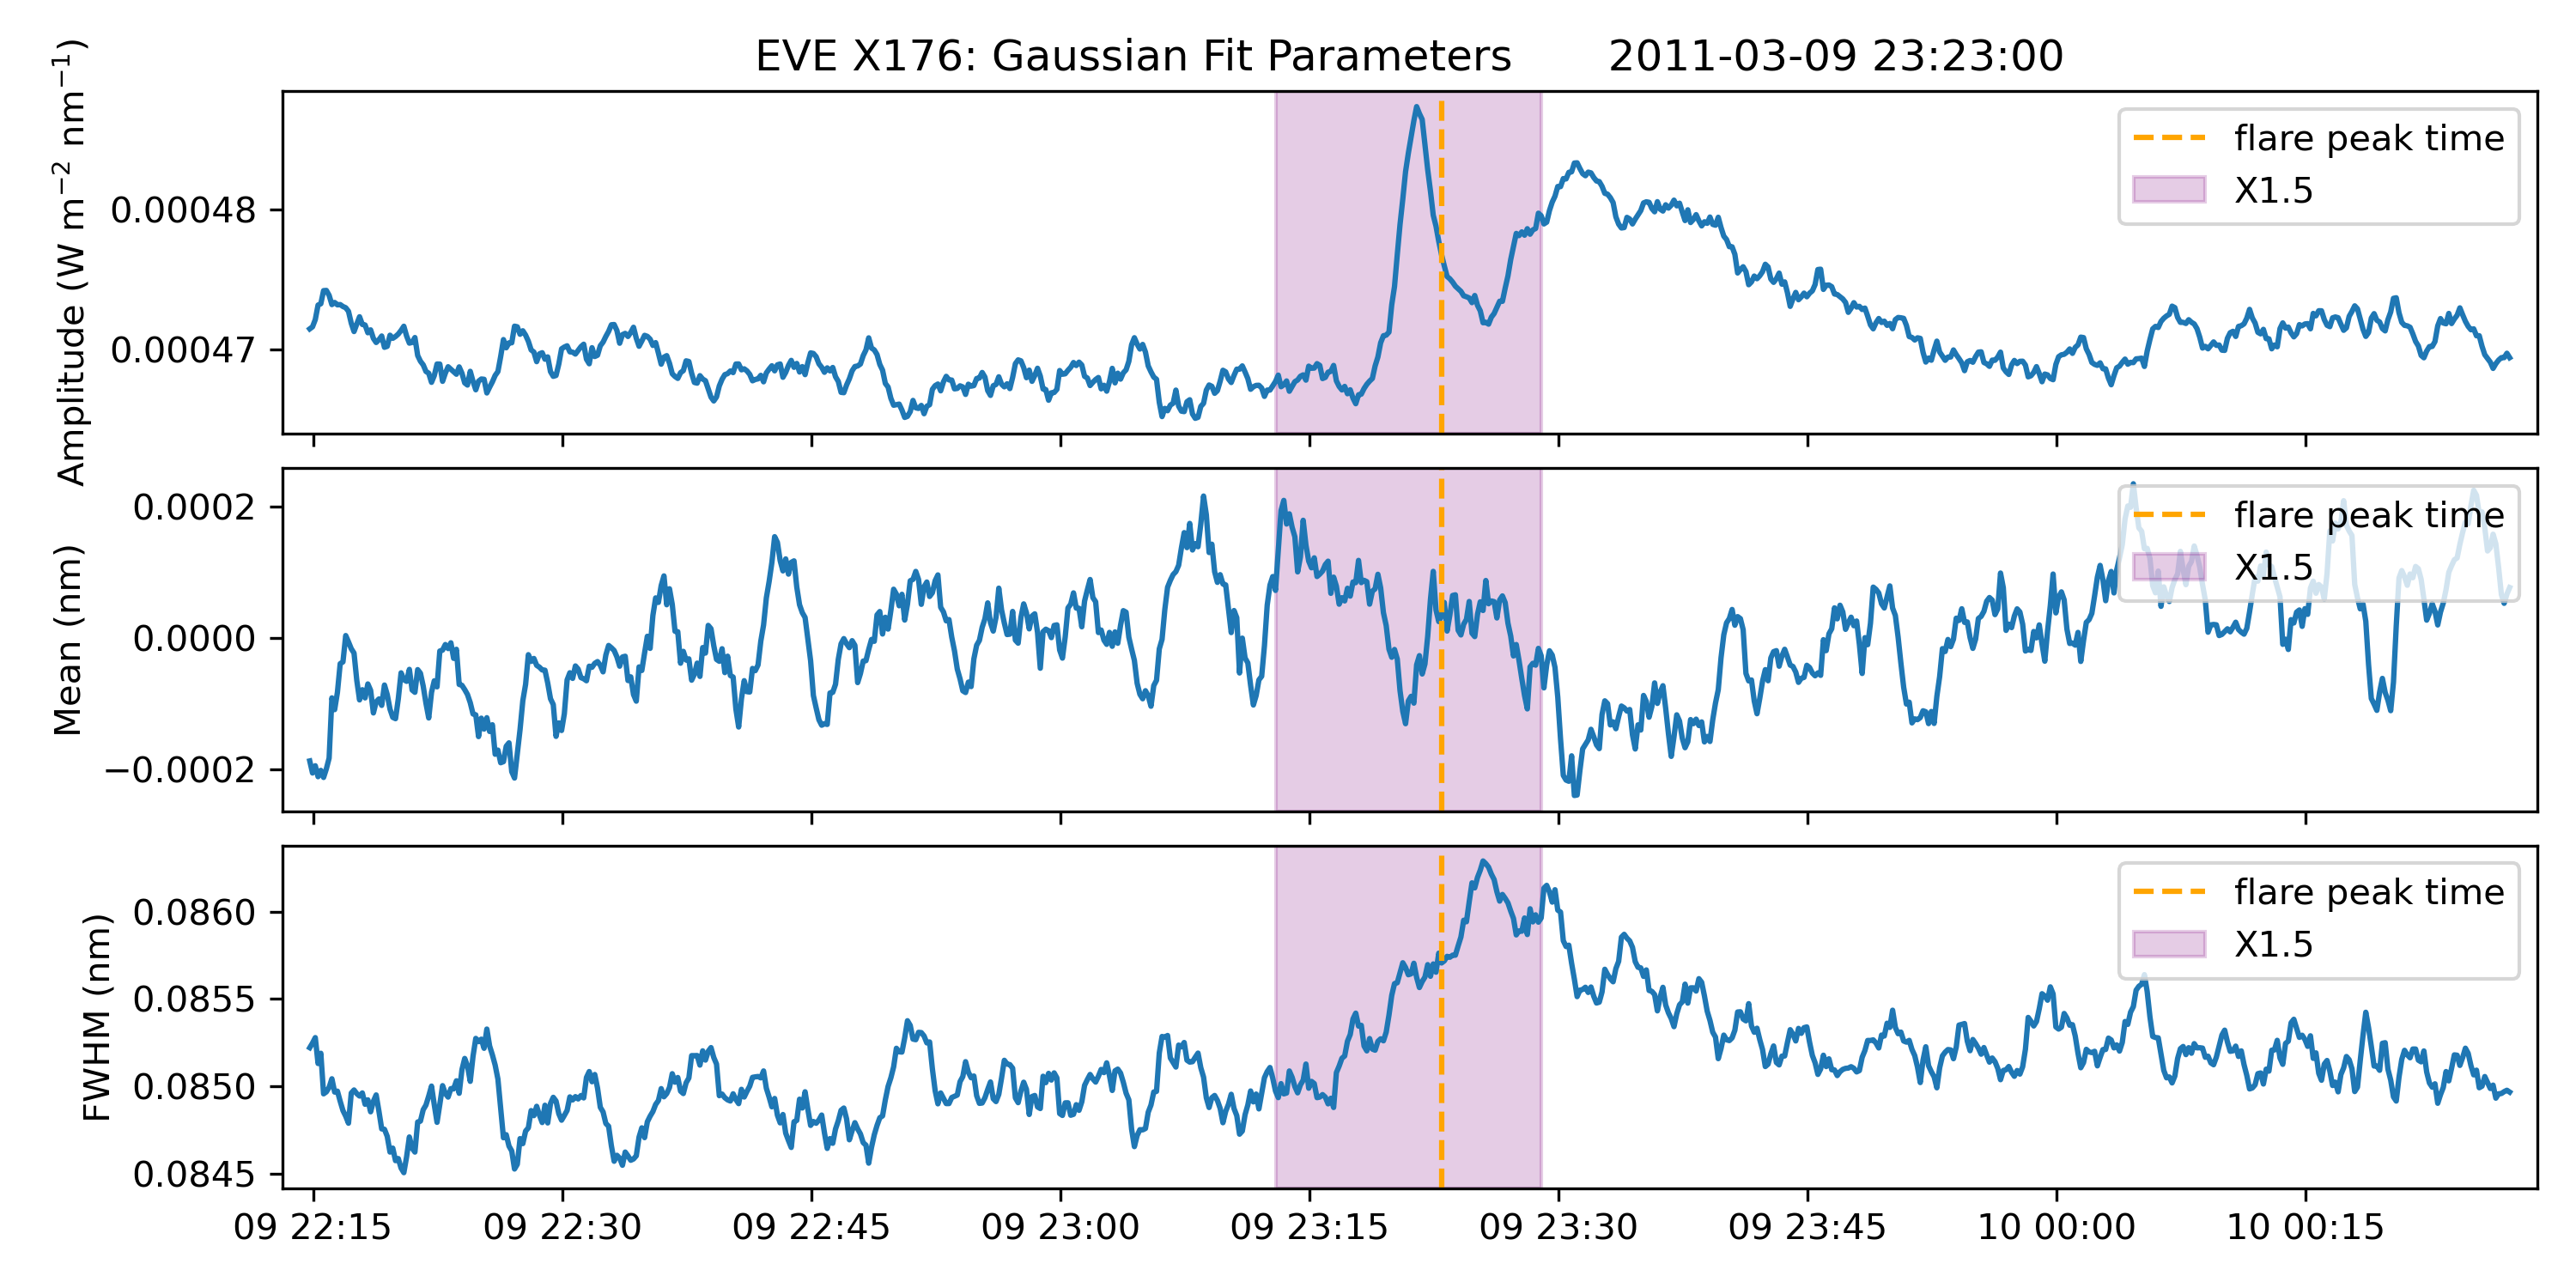 EVE X176: Gaussian Fit Parameters 2011-03-09 23:23:00
Amplitude (W m⁻² nm⁻¹)
0.00048
0.00047
flare peak time
X1.5
Mean (nm)
0.0002
0.0000
−0.0002
flare peak time
X1.5
FWHM (nm)
0.0860
0.0855
0.0850
0.0845
flare peak time
X1.5
09 22:15 09 22:30 09 22:45 09 23:00 09 23:15 09 23:30 09 23:45 10 00:00 10 00:15